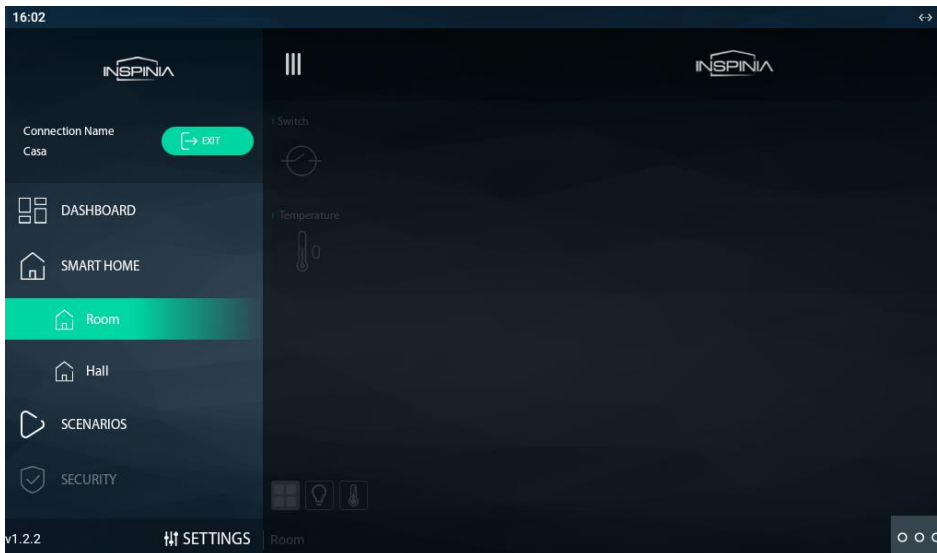 16:02
INSPINIA
INSPINIA
Connection Name
Casa
EXIT
Switch
DASHBOARD
Temperature
0
SMART HOME
Room
Hall
SCENARIOS
SECURITY
v1.2.2
SETTINGS
Room